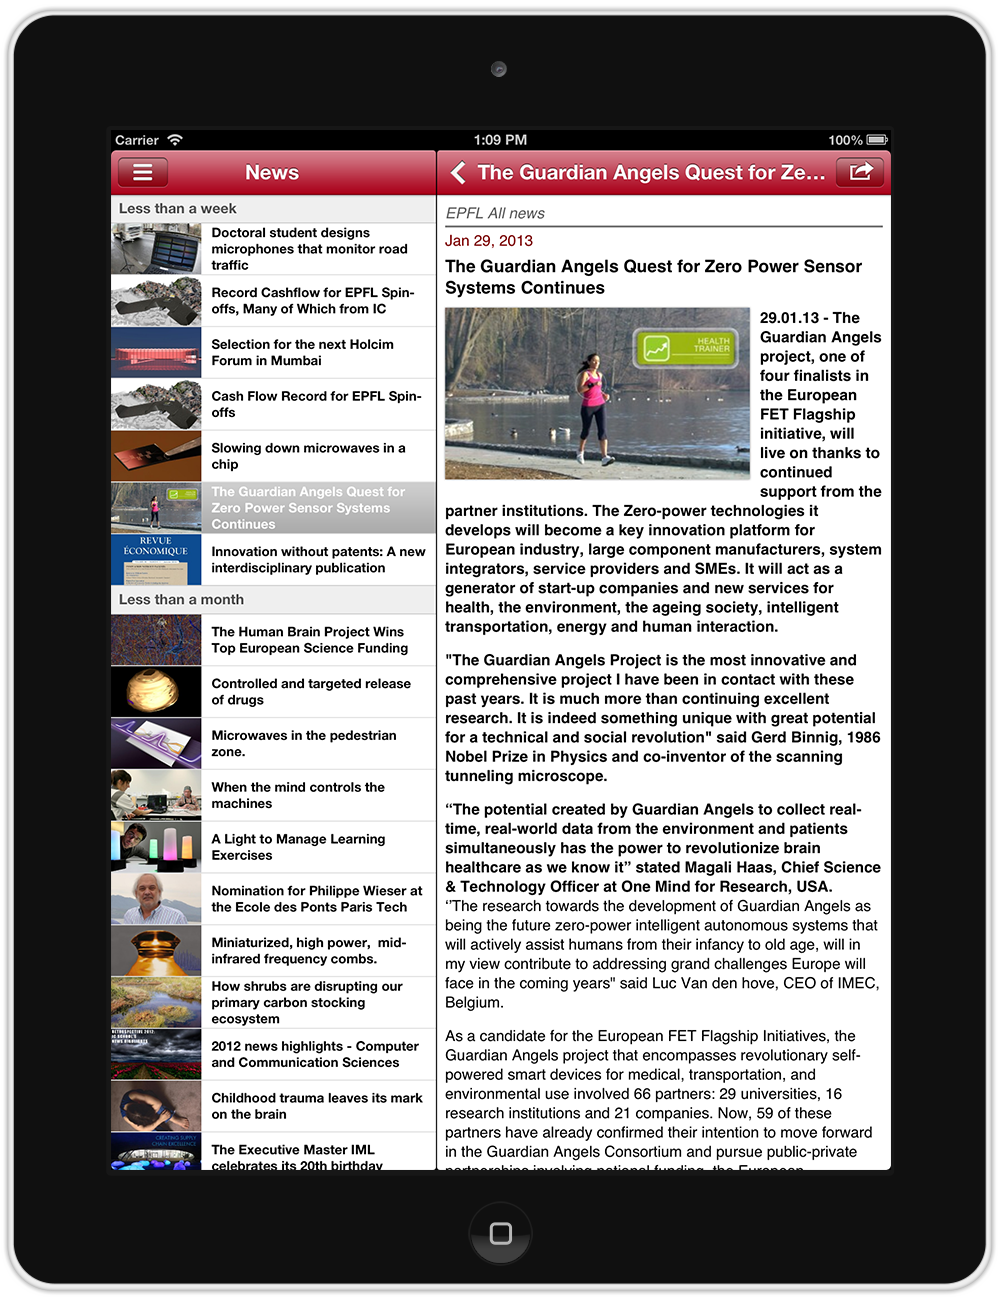 Carrier 1:09 PM 100%
News
Less than a week
Doctoral student designs
microphones that monitor road
traffic
Record Cashflow for EPFL Spin-
offs, Many of Which from IC
Selection for the next Holcim
Forum in Mumbai
Cash Flow Record for EPFL Spin-
offs
Slowing down microwaves in a
chip
The Guardian Angels Quest for
Zero Power Sensor Systems
Continues
REVUE
ÉCONOMIQUE
Innovation without patents: A new
interdisciplinary publication
Less than a month
The Human Brain Project Wins
Top European Science Funding
Controlled and targeted release
of drugs
Microwaves in the pedestrian
zone.
When the mind controls the
machines
A Light to Manage Learning
Exercises
Nomination for Philippe Wieser at
the Ecole des Ponts Paris Tech
Miniaturized, high power,  mid-
infrared frequency combs.
How shrubs are disrupting our
primary carbon stocking
ecosystem
2012 news highlights - Computer
and Communication Sciences
Childhood trauma leaves its mark
on the brain
CREATING SUPPLY
CHAIN EXCELLENCE
The Executive Master IML
celebrates its 20th birthday
The Guardian Angels Quest for Ze...
EPFL All news
Jan 29, 2013
The Guardian Angels Quest for Zero Power Sensor
Systems Continues
HEALTH
TRAINER
29.01.13 - The
Guardian Angels
project, one of
four finalists in
the European
FET Flagship
initiative, will
live on thanks to
continued
support from the
partner institutions. The Zero-power technologies it
develops will become a key innovation platform for
European industry, large component manufacturers, system
integrators, service providers and SMEs. It will act as a
generator of start-up companies and new services for
health, the environment, the ageing society, intelligent
transportation, energy and human interaction.
"The Guardian Angels Project is the most innovative and
comprehensive project I have been in contact with these
past years. It is much more than continuing excellent
research. It is indeed something unique with great potential
for a technical and social revolution" said Gerd Binnig, 1986
Nobel Prize in Physics and co-inventor of the scanning
tunneling microscope.
“The potential created by Guardian Angels to collect real-
time, real-world data from the environment and patients
simultaneously has the power to revolutionize brain
healthcare as we know it” stated Magali Haas, Chief Science
& Technology Officer at One Mind for Research, USA.
‘’The research towards the development of Guardian Angels as
being the future zero-power intelligent autonomous systems that
will actively assist humans from their infancy to old age, will in
my view contribute to addressing grand challenges Europe will
face in the coming years" said Luc Van den hove, CEO of IMEC,
Belgium.
As a candidate for the European FET Flagship Initiatives, the
Guardian Angels project that encompasses revolutionary self-
powered smart devices for medical, transportation, and
environmental use involved 66 partners: 29 universities, 16
research institutions and 21 companies. Now, 59 of these
partners have already confirmed their intention to move forward
in the Guardian Angels Consortium and pursue public-private
partnerships involving national funding, the European